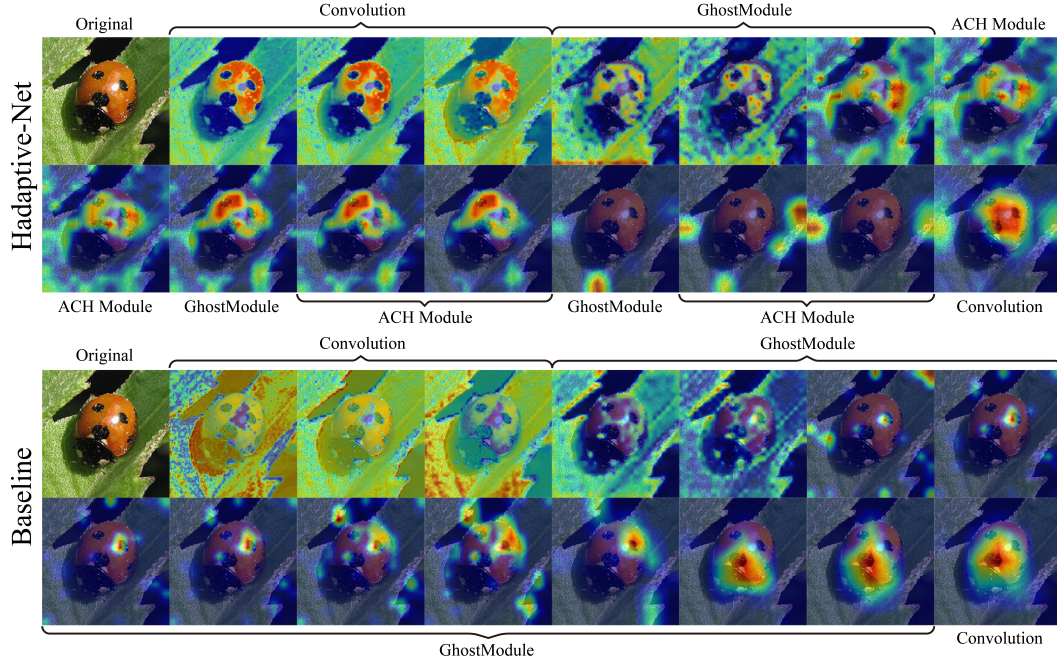 Original
Convolution
GhostModule
ACH Module
Hadaptive-Net
ACH Module
GhostModule
ACH Module
GhostModule
ACH Module
Convolution
Original
Convolution
GhostModule
Baseline
GhostModule
Convolution